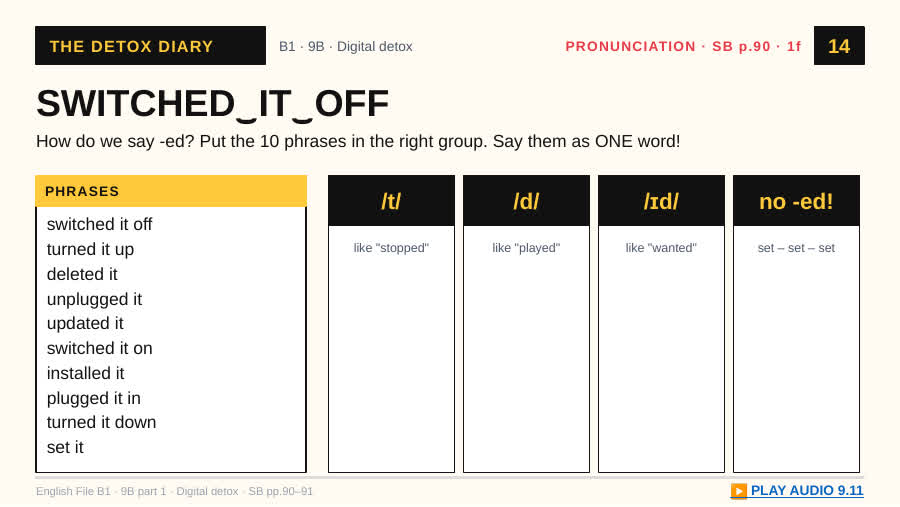 THE DETOX DIARY
B1 · 9B · Digital detox
PRONUNCIATION · SB p.90 · 1f
14
SWITCHED‿IT‿OFF
How do we say -ed? Put the 10 phrases in the right group. Say them as ONE word!
PHRASES
switched it off
turned it up
deleted it
unplugged it
updated it
switched it on
installed it
plugged it in
turned it down
set it
/t/
like "stopped"
/d/
like "played"
/ɪd/
like "wanted"
no -ed!
set – set – set
English File B1 · 9B part 1 · Digital detox · SB pp.90–91
▶️ PLAY AUDIO 9.11